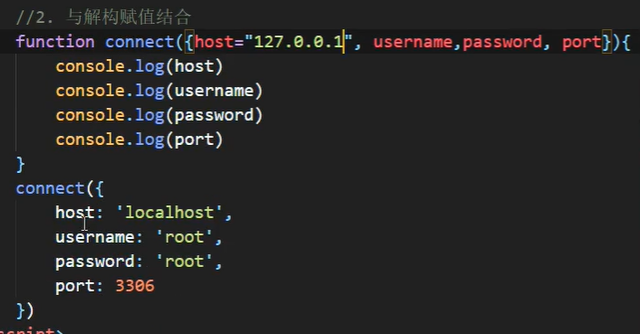 //2. 与解构赋值结合
function connect({host="127.0.0.1", username,password, port}){
    console.log(host)
    console.log(username)
    console.log(password)
    console.log(port)
}
connect({
    host: 'localhost',
    username: 'root',
    password: 'root',
    port: 3306
})
script>